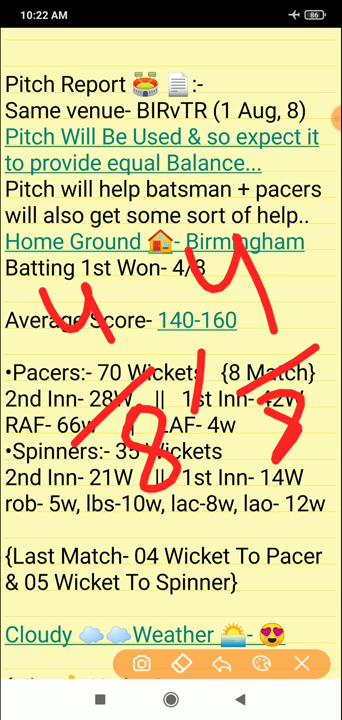 10:22 AM
86
Pitch Report 🏟️ 📄:-
Same venue- BIRvTR (1 Aug, 8)
Pitch Will Be Used & so expect it
to provide equal Balance...
Pitch will help batsman + pacers
will also get some sort of help..
Home Ground 🏠- Birmingham
Batting 1st Won- 4/8
4 4
Average Score- 140-160
•Pacers:- 70 Wickets {8 Match}
2nd Inn- 28W || 1st Inn- 42W
8 1 8
RAF- 66w || LAF- 4w
•Spinners:- 35 Wickets
2nd Inn- 21W || 1st Inn- 14W
rob- 5w, lbs-10w, lac-8w, lao- 12w
{Last Match- 04 Wicket To Pacer
& 05 Wicket To Spinner}
Cloudy ☁️☁️Weather 🌅- 😍